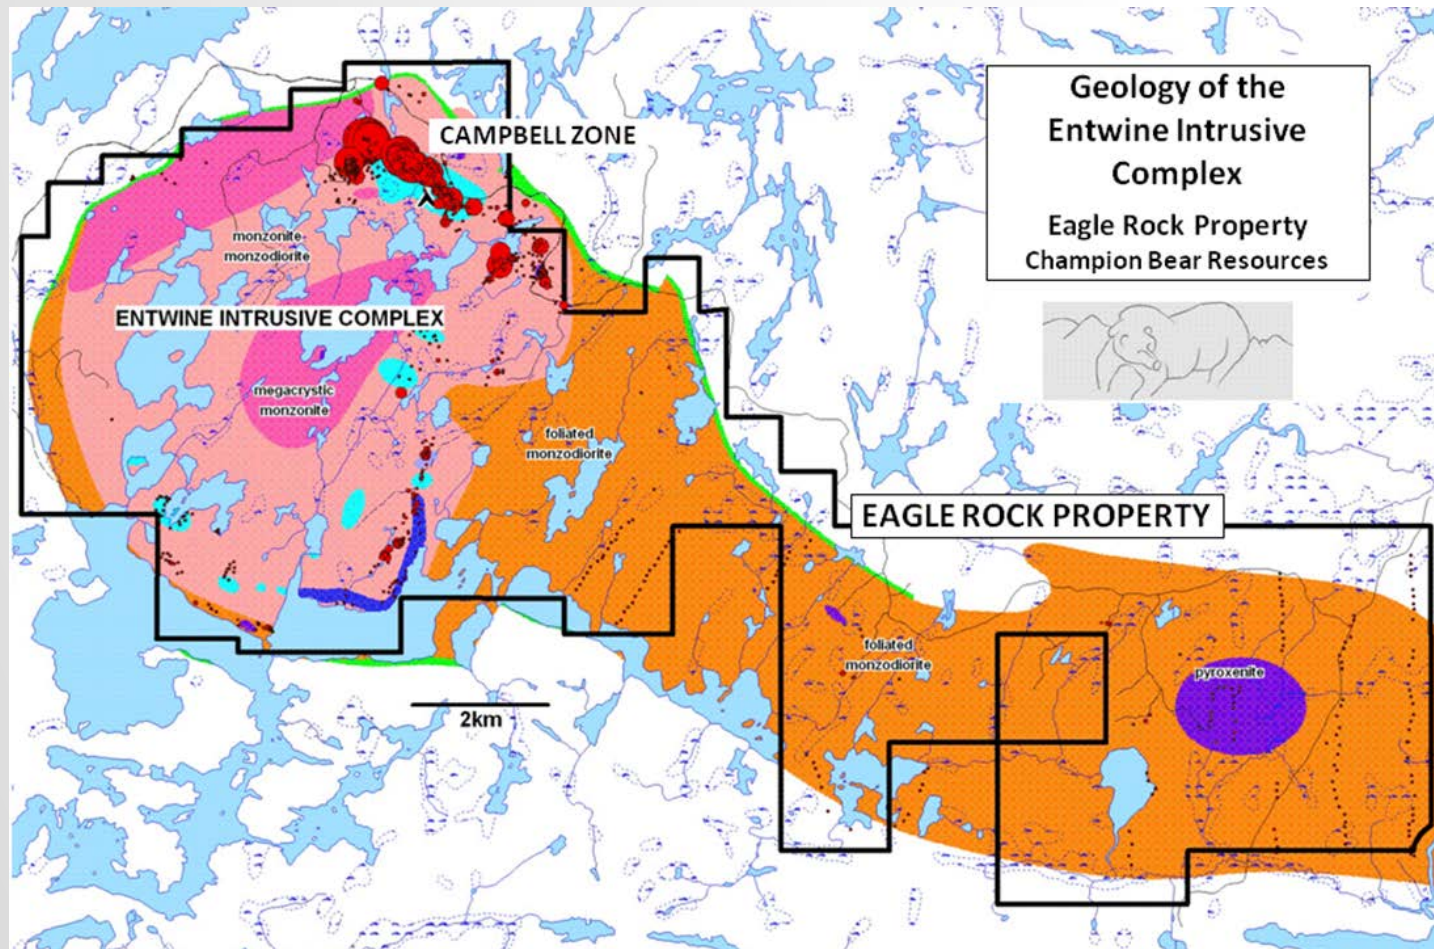 Geology of the
Entwine Intrusive
Complex
Eagle Rock Property
Champion Bear Resources
CAMPBELL ZONE
monzonite-
monzodiorite
ENTWINE INTRUSIVE COMPLEX
megacrystic
monzonite
foliated
monzodiorite
EAGLE ROCK PROPERTY
foliated
monzodiorite
pyroxenite
2km